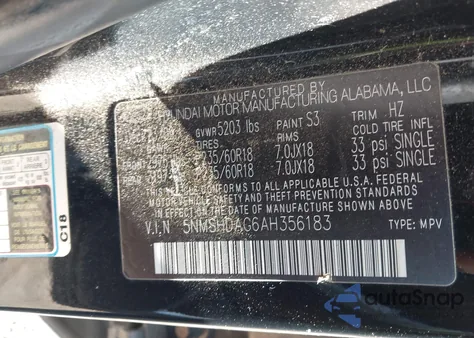 MANUFACTURED BY
HYUNDAI MOTOR MANUFACTURING ALABAMA, LLC
GVWR 5203 lbs PAINT S3 TRIM HZ
TIRES RIMS COLD TIRE INFL.
235/60R18 7.0JX18 33 psi SINGLE
235/60R18 7.0JX18 33 psi SINGLE
THIS VEHICLE CONFORMS TO ALL APPLICABLE U.S.A. FEDERAL
MOTOR VEHICLE SAFETY AND THEFT PREVENTION STANDARDS
IN EFFECT ON THE DATE OF MANUFACTURE SHOWN ABOVE.
V.I.N 5NMSHDAG6AH356183 TYPE: MPV
C18
autoSnap